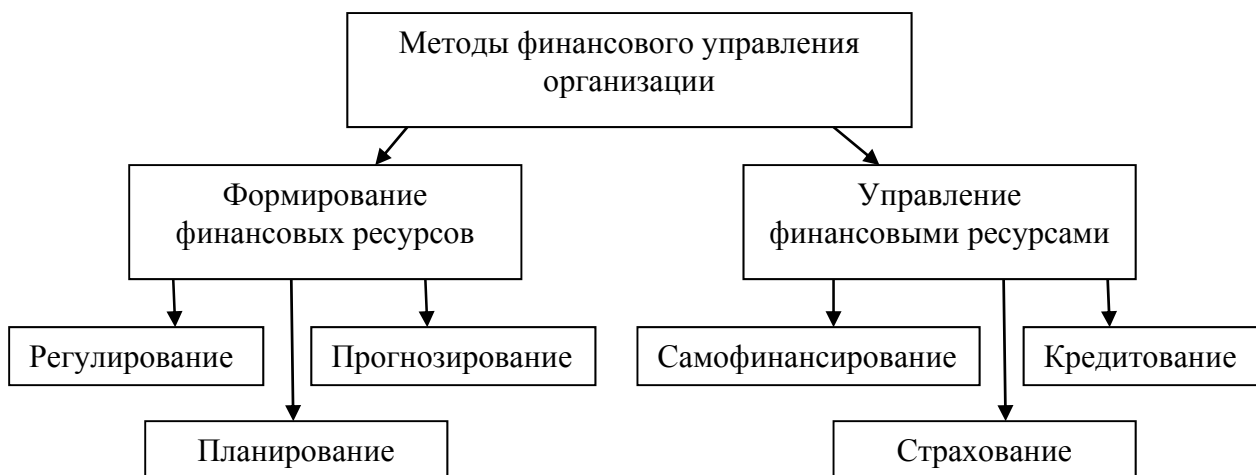 Методы финансового управления
организации
Формирование
финансовых ресурсов
Управление
финансовыми ресурсами
Регулирование
Прогнозирование
Самофинансирование
Кредитование
Планирование
Страхование